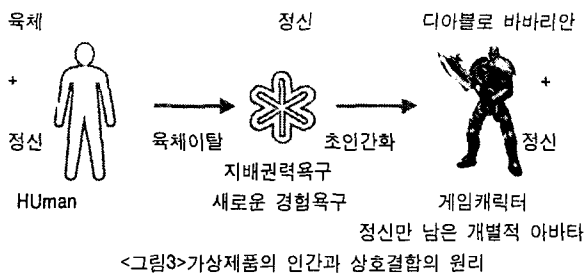 육체
+
정신
HUman
육체이탈
정신
지배권력욕구
새로운 경험욕구
초인간화
디아블로 바바리안
+
정신
게임캐릭터
정신만 남은 개별적 아바타
<그림3>가상제품의 인간과 상호결합의 원리